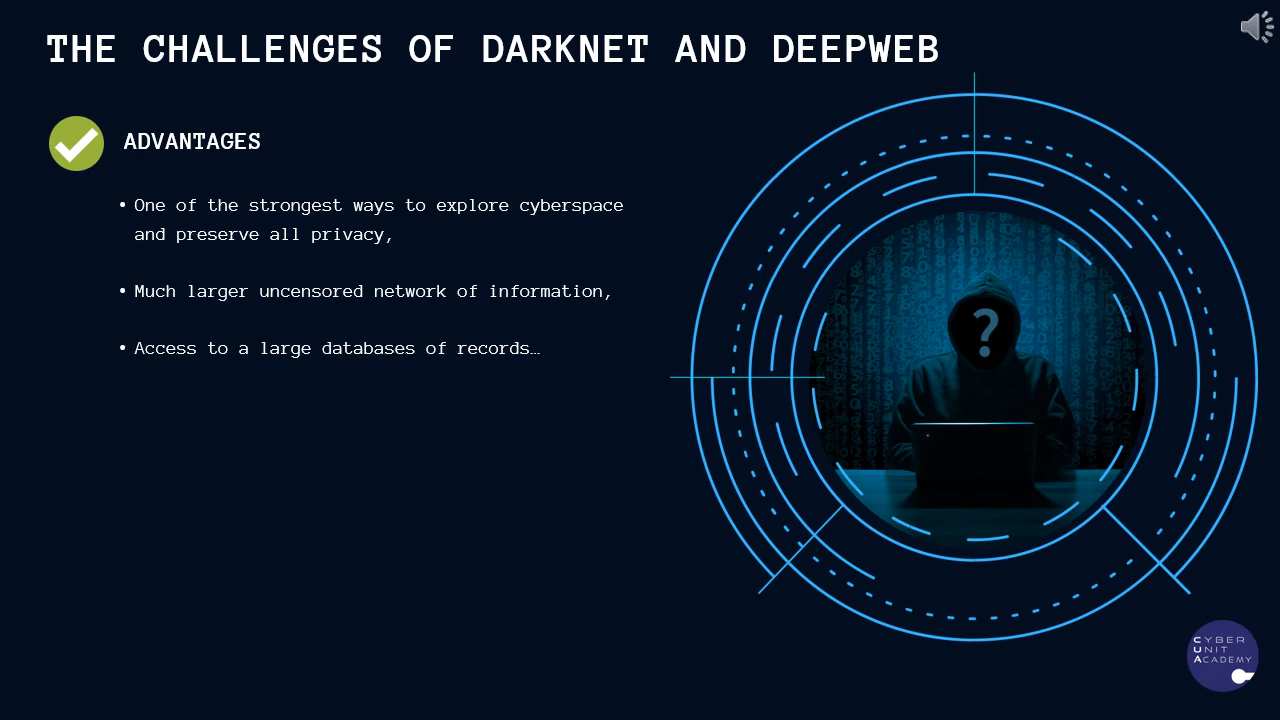 THE CHALLENGES OF DARKNET AND DEEPWEB
ADVANTAGES
• One of the strongest ways to explore cyberspace
and preserve all privacy,
• Much larger uncensored network of information,
• Access to a large databases of records…
?
CYBER
UNIT
ACADEMY